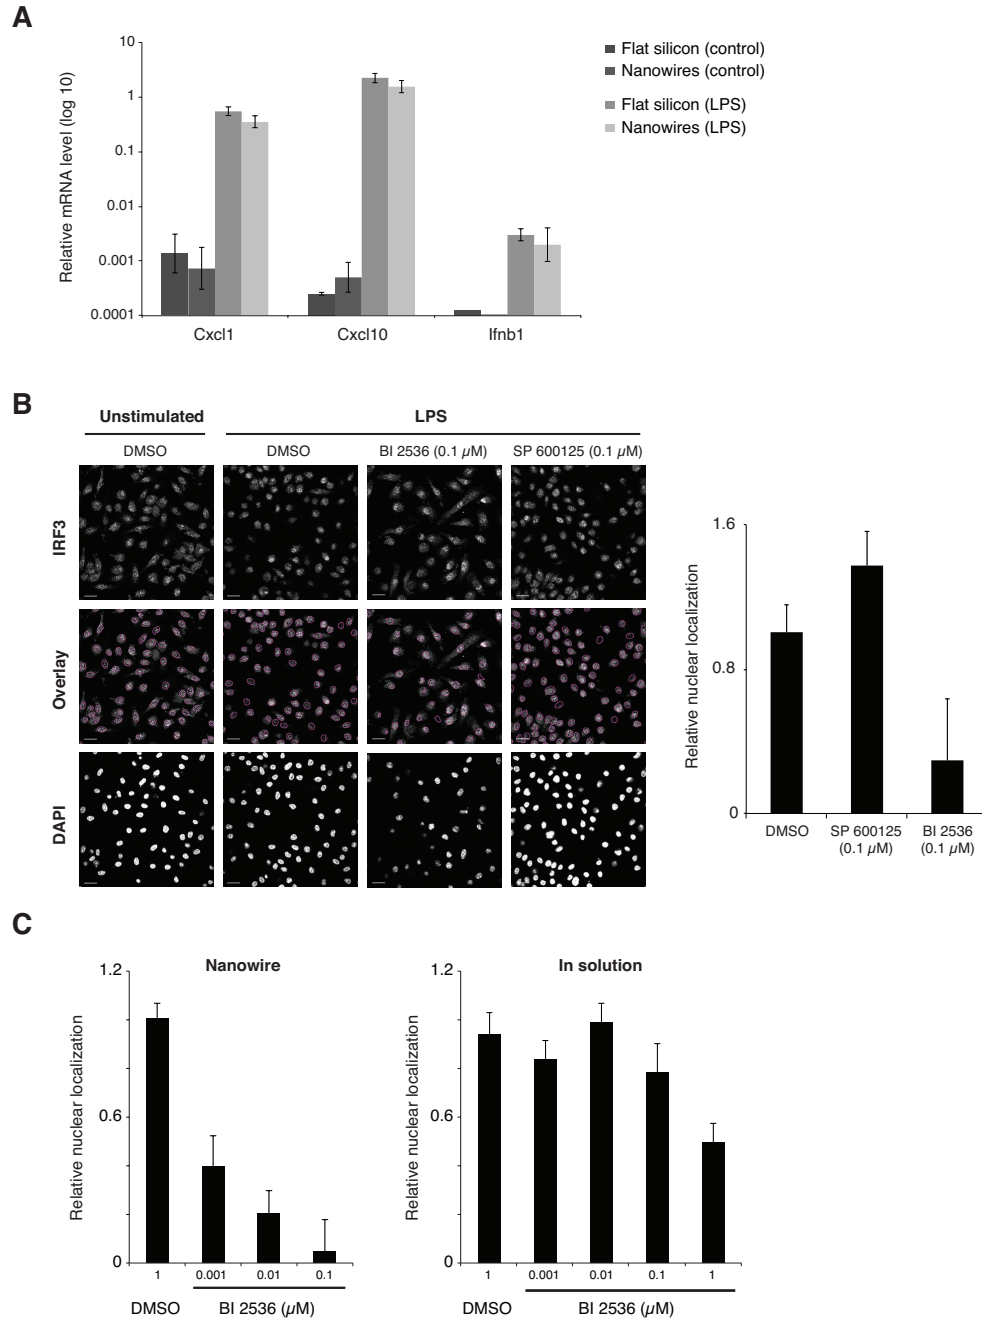 A
Relative mRNA level (log 10)
10
1
0.1
0.01
0.001
0.0001
Cxcl1 Cxcl10 Ifnb1
Flat silicon (control)
Nanowires (control)
Flat silicon (LPS)
Nanowires (LPS)
B
Unstimulated LPS
DMSO DMSO BI 2536 (0.1 µM) SP 600125 (0.1 µM)
IRF3
Overlay
DAPI
Relative nuclear localization
1.6
0.8
0
DMSO SP 600125 BI 2536
(0.1 µM) (0.1 µM)
C
Nanowire
Relative nuclear localization
1.2
0.6
0
1 0.001 0.01 0.1
DMSO BI 2536 (µM)
In solution
Relative nuclear localization
1.2
0.6
0
1 0.001 0.01 0.1 1
DMSO BI 2536 (µM)